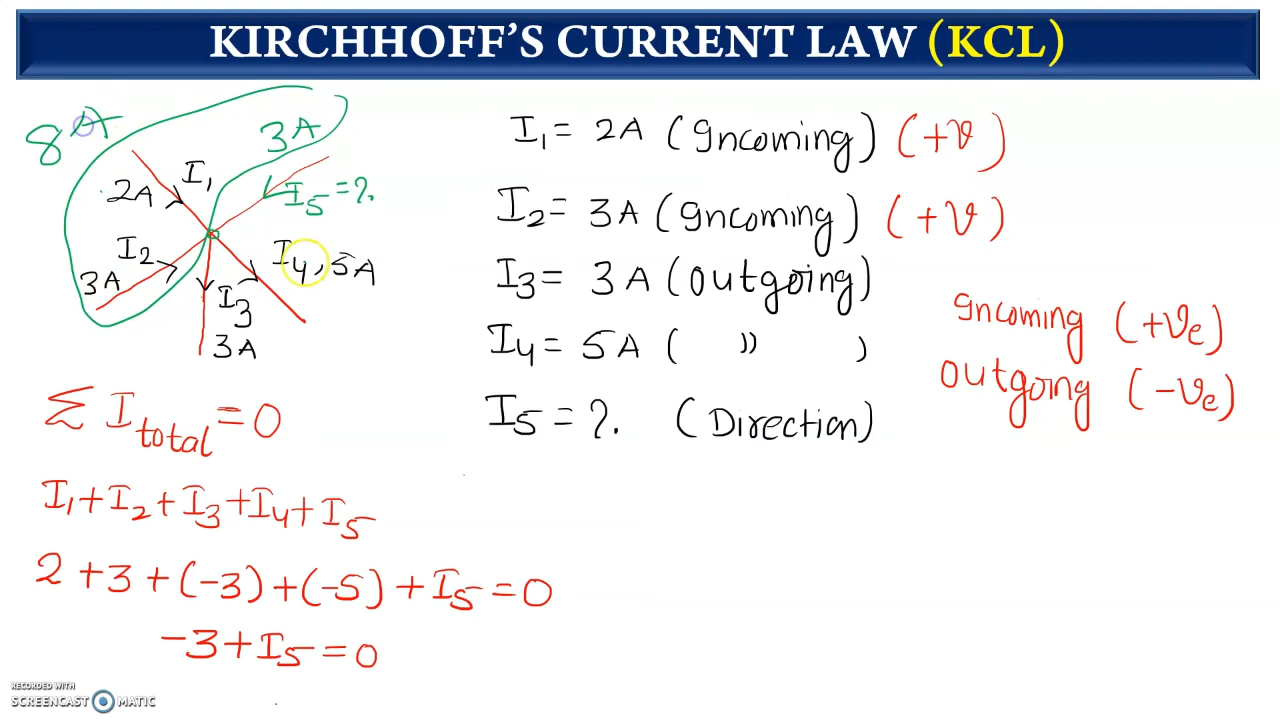 KIRCHHOFF'S CURRENT LAW (KCL)
8A
3A
2A I₁
I₅ = ?.
I₂
3A
I₄, 5A
I₃
3A
I₁ = 2A (Incoming) (+v)
I₂ = 3A (Incoming) (+v)
I₃ = 3A (Outgoing)
I₄ = 5A ( " )
I₅ = ?. (Direction)
Incoming (+ve)
Outgoing (-ve)
Σ I total = 0
I₁ + I₂ + I₃ + I₄ + I₅
2 + 3 + (-3) + (-5) + I₅ = 0
-3 + I₅ = 0
RECORDED WITH
SCREENCAST MATIC